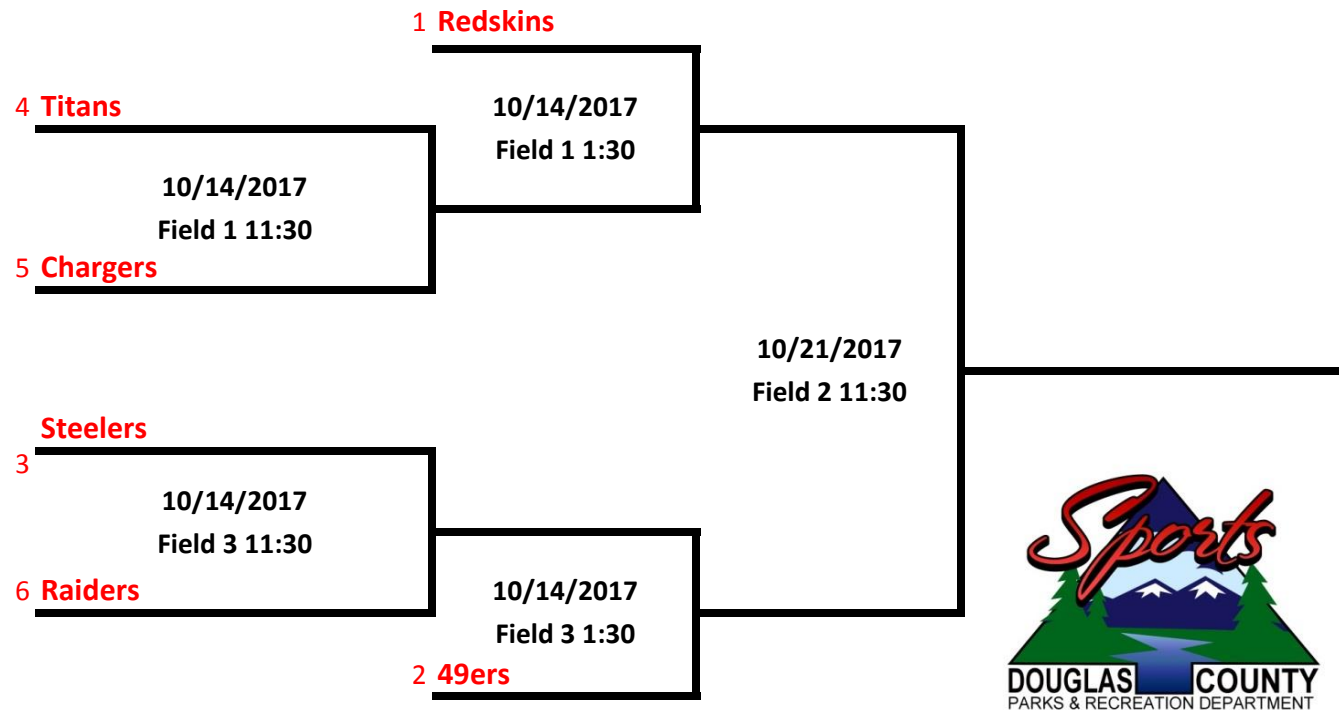 1 Redskins
4 Titans
10/14/2017
Field 1 1:30
10/14/2017
Field 1 11:30
5 Chargers
10/21/2017
Field 2 11:30
Steelers
3
10/14/2017
Field 3 11:30
6 Raiders
10/14/2017
Field 3 1:30
2 49ers
Sports
DOUGLAS COUNTY
PARKS & RECREATION DEPARTMENT